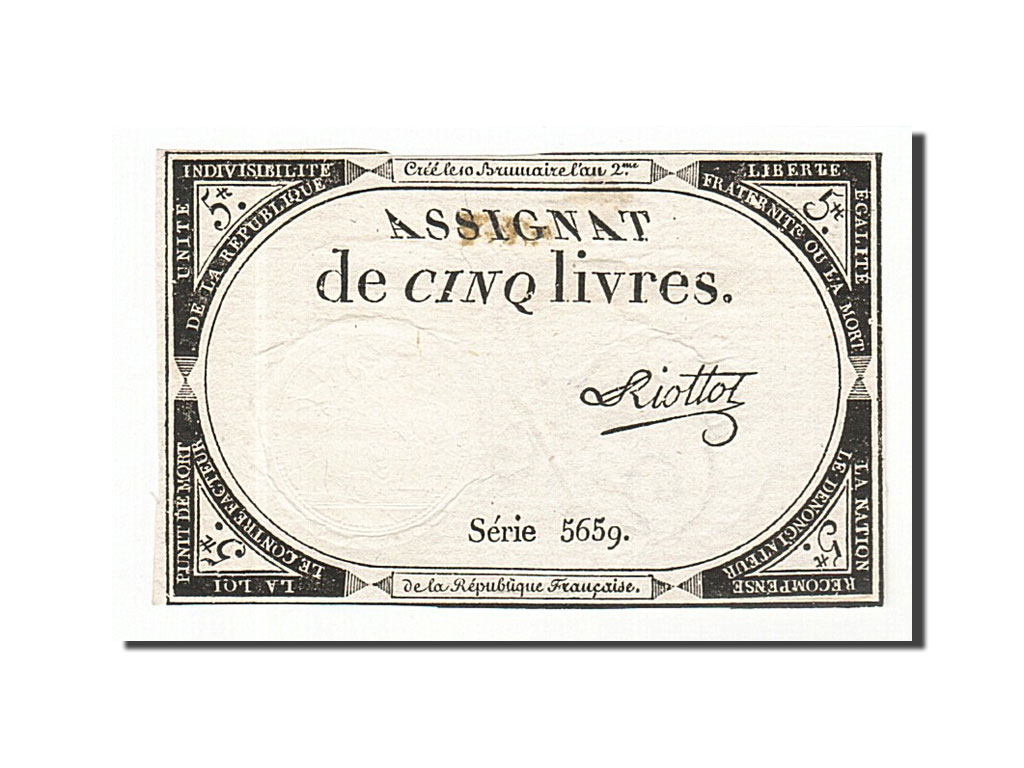 Créé le 10 Brumaire l'an 2.me
UNITÉ INDIVISIBILITÉ
DE LA RÉPUBLIQUE
5#
LIBERTÉ EGALITÉ
FRATERNITÉ OU LA MORT
5#
ASSIGNAT
de CINQ livres.
Riottot
Série 5659.
LA LOI PUNIT DE MORT
LE CONTREFACTEUR
5#
LA NATION RÉCOMPENSE
LE DENONCIATEUR
5#
de la République Française.